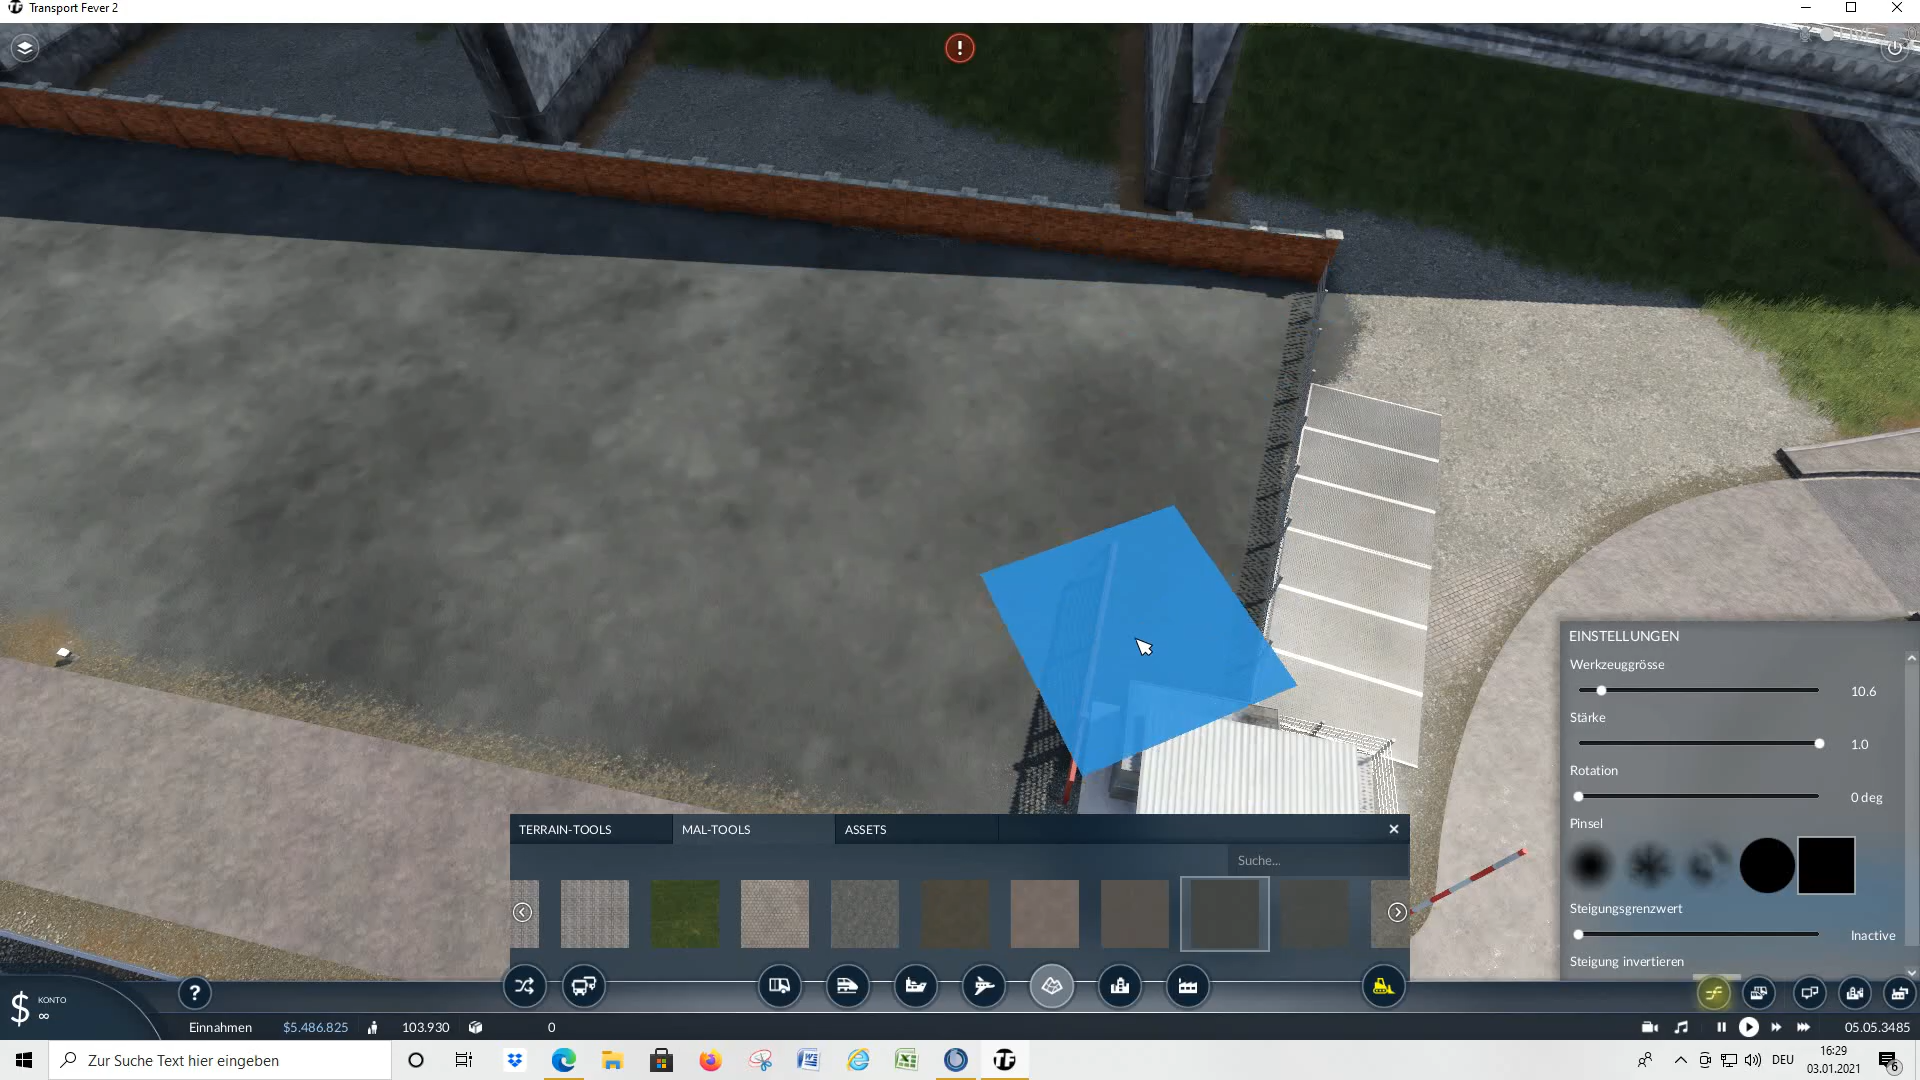 Transport Fever 2
LIVE
EINSTELLUNGEN
Werkzeuggrösse
10.6
Stärke
1.0
Rotation
0 deg
Pinsel
Steigungsgrenzwert
Inactive
Steigung invertieren
TERRAIN-TOOLS
MAL-TOOLS
ASSETS
Suche...
?
$
KONTO
∞
Einnahmen
$5.486.825
103.930
0
05.05.3485
Zur Suche Text hier eingeben
DEU
16:29
03.01.2021
6